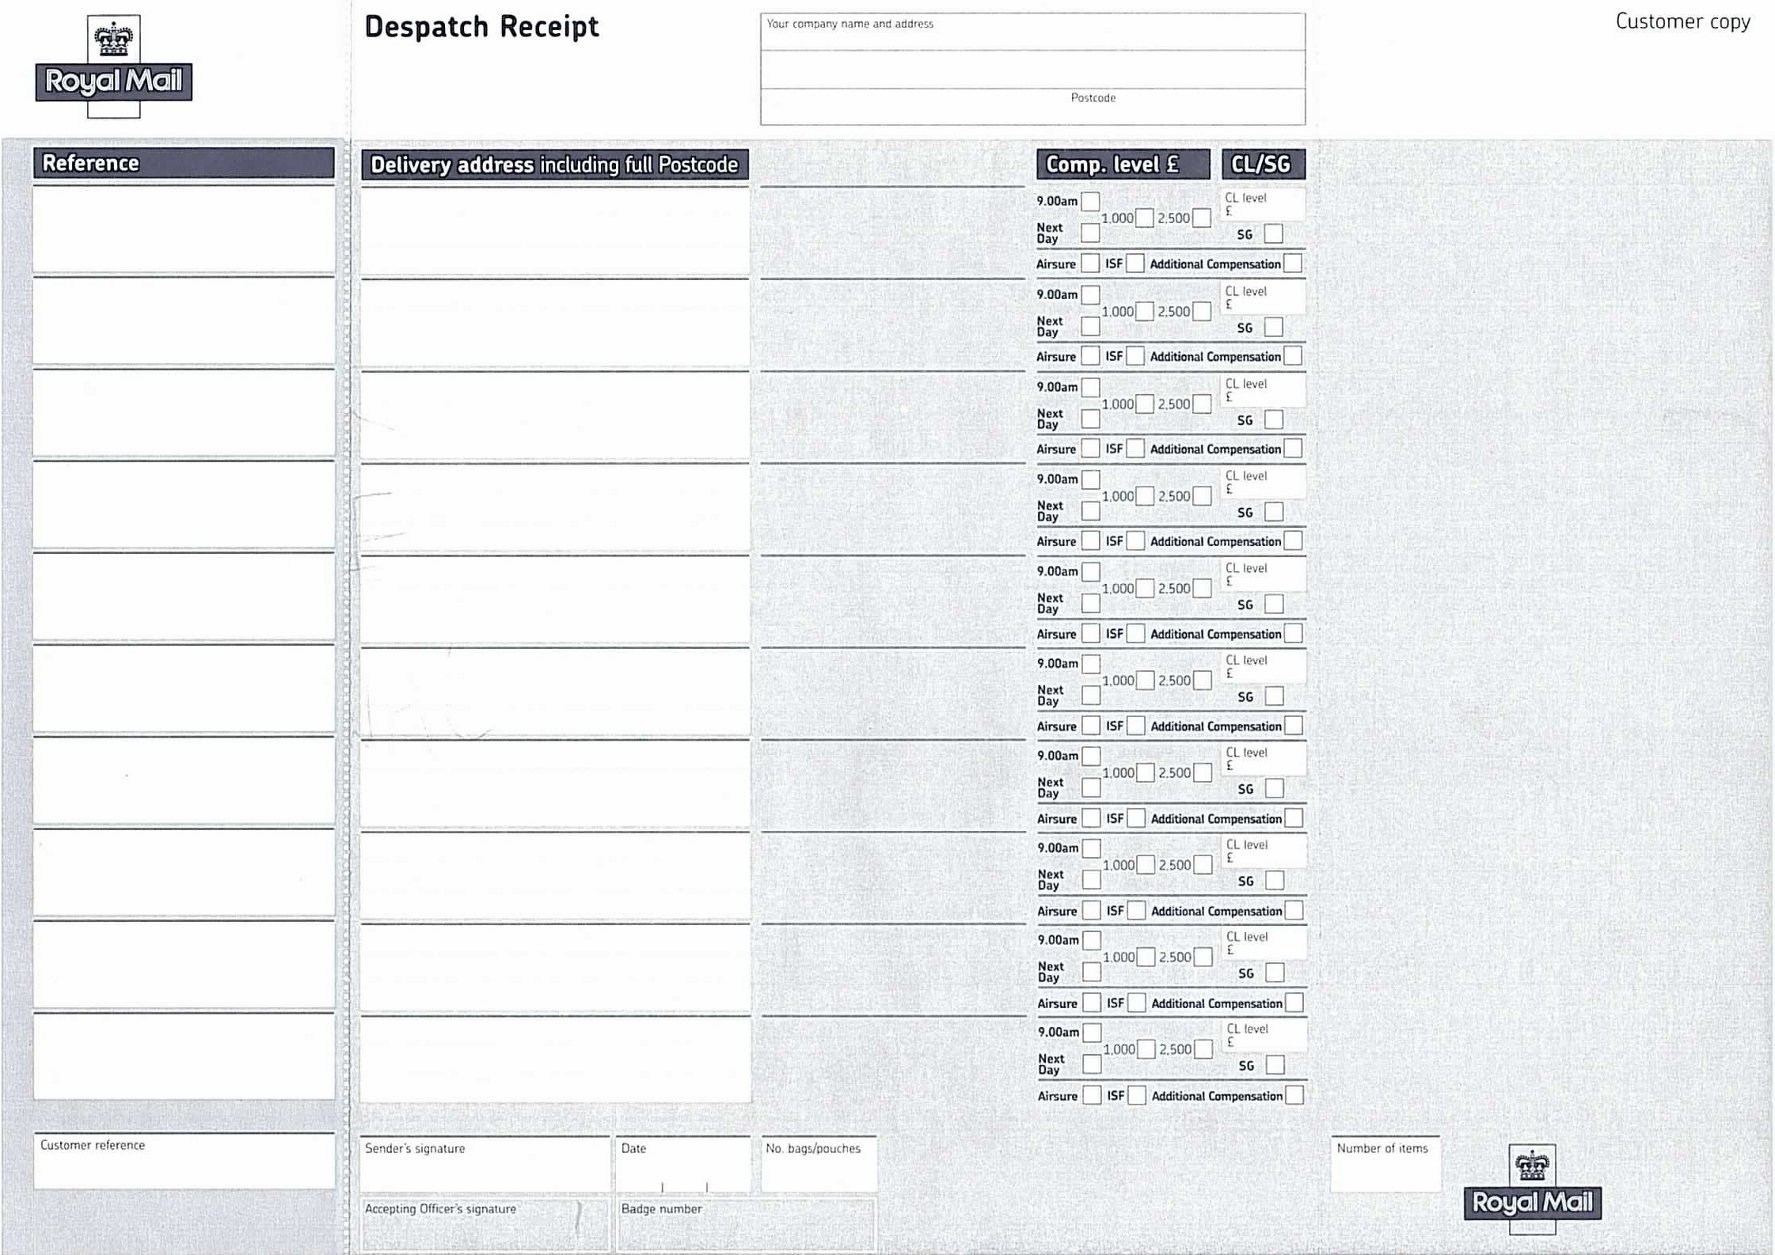 Royal Mail
Despatch Receipt
Your company name and address
Postcode
Customer copy
Reference
Delivery address including full Postcode
Comp. level £
CL/SG
9.00am 1,000 2,500 CL level £
Next Day SG
Airsure ISF Additional Compensation
9.00am 1,000 2,500 CL level £
Next Day SG
Airsure ISF Additional Compensation
9.00am 1,000 2,500 CL level £
Next Day SG
Airsure ISF Additional Compensation
9.00am 1,000 2,500 CL level £
Next Day SG
Airsure ISF Additional Compensation
9.00am 1,000 2,500 CL level £
Next Day SG
Airsure ISF Additional Compensation
9.00am 1,000 2,500 CL level £
Next Day SG
Airsure ISF Additional Compensation
9.00am 1,000 2,500 CL level £
Next Day SG
Airsure ISF Additional Compensation
9.00am 1,000 2,500 CL level £
Next Day SG
Airsure ISF Additional Compensation
9.00am 1,000 2,500 CL level £
Next Day SG
Airsure ISF Additional Compensation
9.00am 1,000 2,500 CL level £
Next Day SG
Airsure ISF Additional Compensation
Customer reference
Sender's signature
Date
No. bags/pouches
Number of items
Accepting Officer's signature
Badge number
Royal Mail